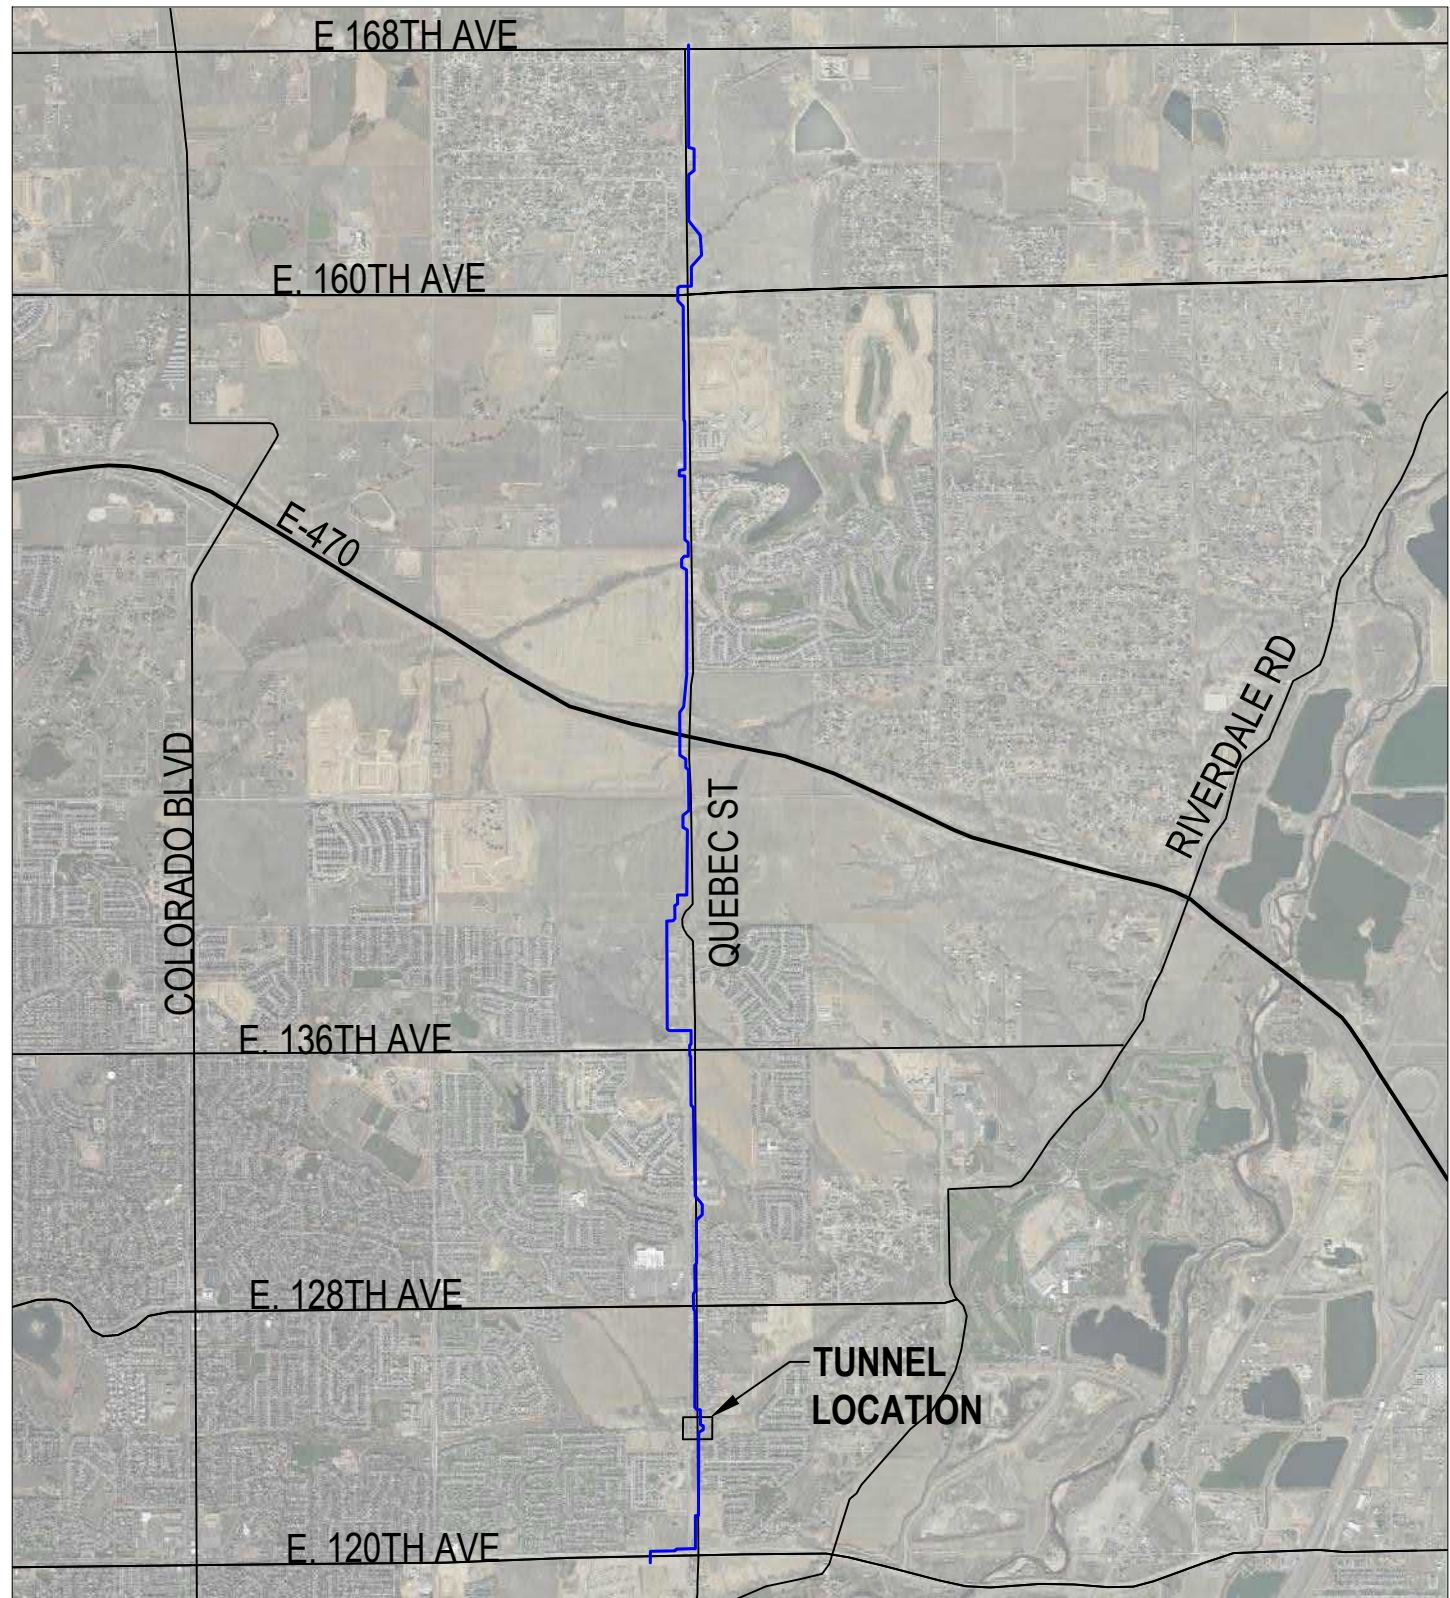 E 168TH AVE
E. 160TH AVE
E-470
RIVERDALE RD
COLORADO BLVD
QUEBEC ST
E. 136TH AVE
E. 128TH AVE
TUNNEL
LOCATION
E. 120TH AVE